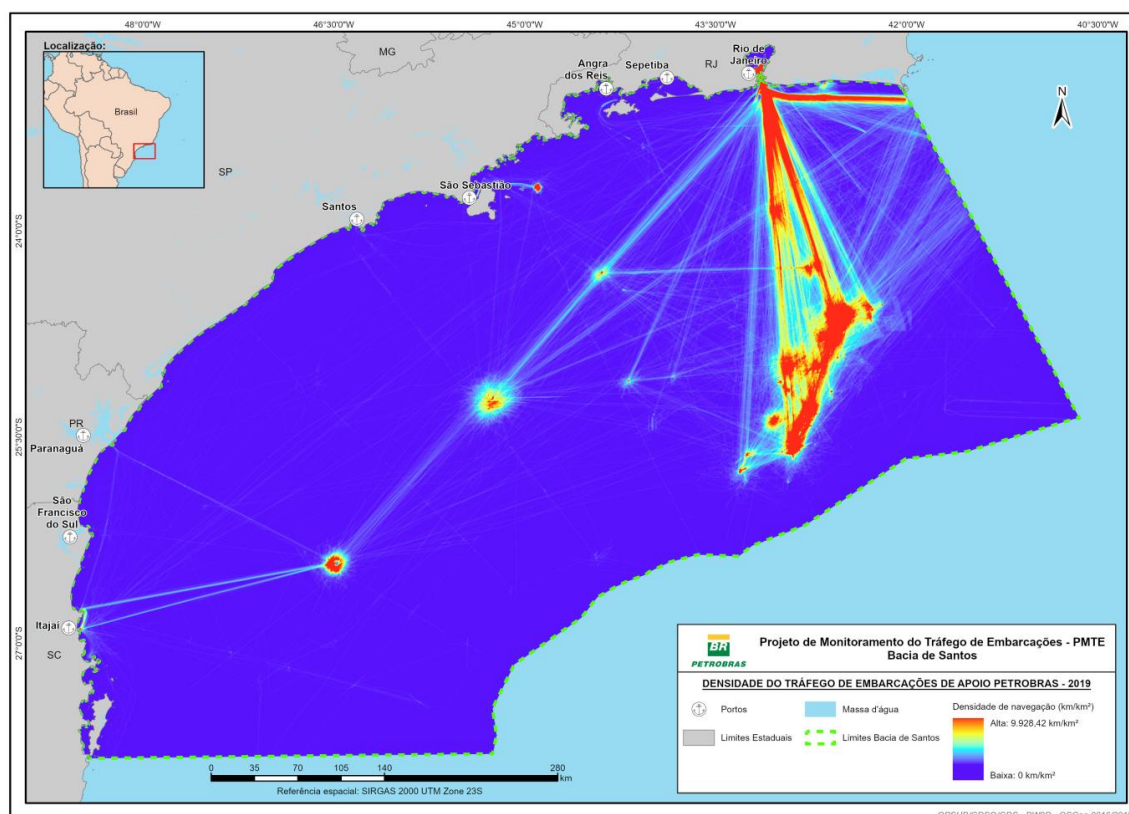 48°0'0"W
46°30'0"W
45°0'0"W
43°30'0"W
42°0'0"W
40°30'0"W
Localização:
Brasil
MG
SP
RJ
Rio de
Janeiro
Sepetiba
Angra
dos Reis
N
São Sebastião
Santos
24°0'0"S
25°30'0"S
PR
Paranaguá
São
Francisco
do Sul
Itajaí
27°0'0"S
SC
BR
PETROBRAS
Projeto de Monitoramento do Tráfego de Embarcações - PMTE
Bacia de Santos
DENSIDADE DO TRÁFEGO DE EMBARCAÇÕES DE APOIO PETROBRAS - 2019
Portos
Massa d'água
Limites Estaduais
Limites Bacia de Santos
Densidade de navegação (km/km²)
Alta: 9.928,42 km/km²
Baixa: 0 km/km²
0 35 70 105 140 280
km
Referência espacial: SIRGAS 2000 UTM Zone 23S